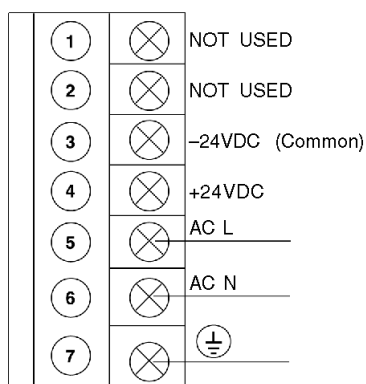 1 NOT USED
2 NOT USED
3 –24VDC (Common)
4 +24VDC
5 AC L
6 AC N
7